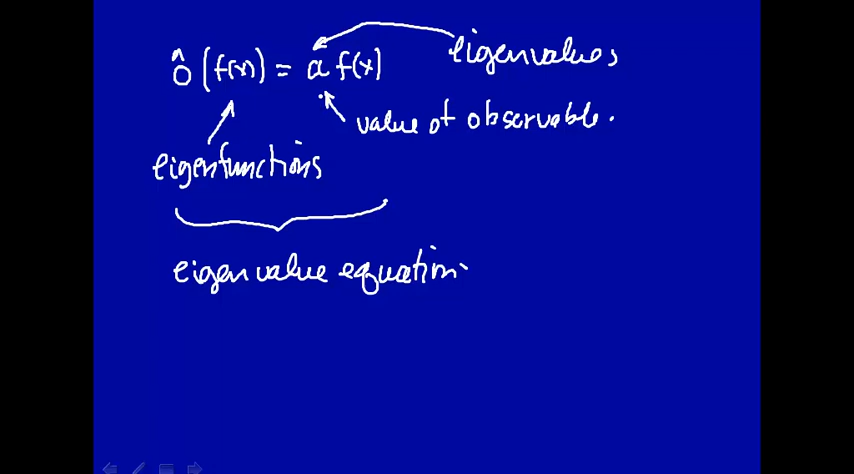 ô (f(x)) = a f(x)
eigenvalues
value of observable.
eigenfunctions
eigenvalue equation.